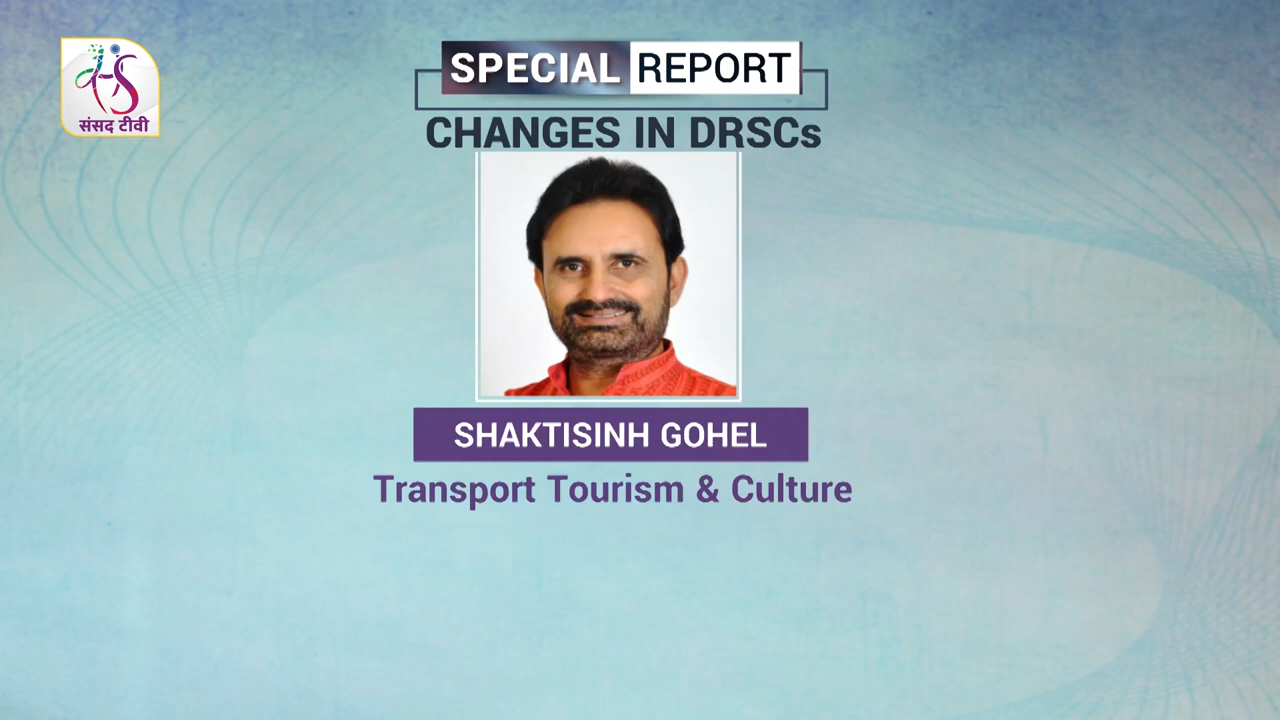 संसद टीवी
SPECIAL REPORT
CHANGES IN DRSCs
SHAKTISINH GOHEL
Transport Tourism & Culture